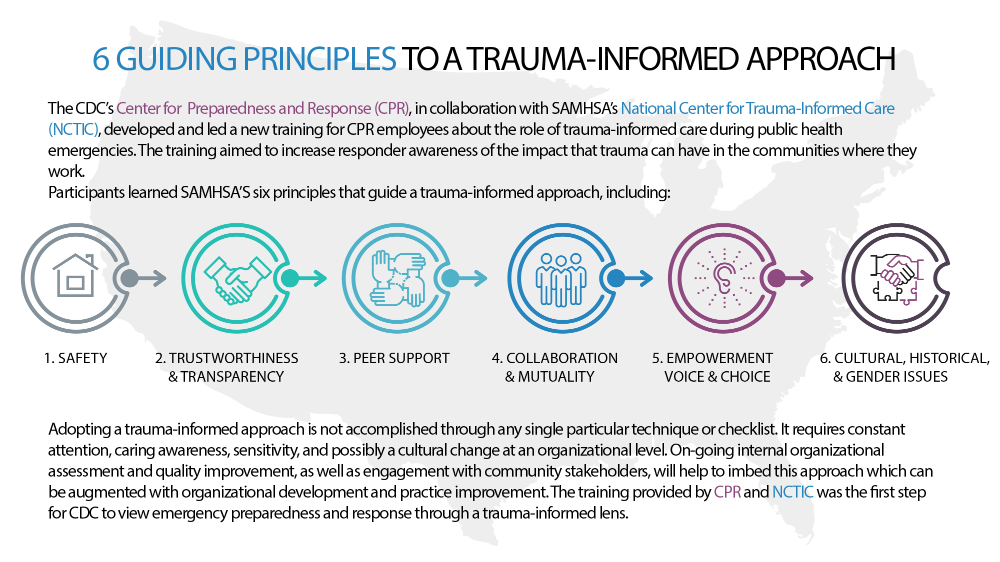 6 GUIDING PRINCIPLES TO A TRAUMA-INFORMED APPROACH
The CDC’s Center for Preparedness and Response (CPR), in collaboration with SAMHSA’s National Center for Trauma-Informed Care
(NCTIC), developed and led a new training for CPR employees about the role of trauma-informed care during public health
emergencies. The training aimed to increase responder awareness of the impact that trauma can have in the communities where they
work.
Participants learned SAMHSA’S six principles that guide a trauma-informed approach, including:
1. SAFETY
2. TRUSTWORTHINESS
& TRANSPARENCY
3. PEER SUPPORT
4. COLLABORATION
& MUTUALITY
5. EMPOWERMENT
VOICE & CHOICE
6. CULTURAL, HISTORICAL,
& GENDER ISSUES
Adopting a trauma-informed approach is not accomplished through any single particular technique or checklist. It requires constant
attention, caring awareness, sensitivity, and possibly a cultural change at an organizational level. On-going internal organizational
assessment and quality improvement, as well as engagement with community stakeholders, will help to imbed this approach which can
be augmented with organizational development and practice improvement. The training provided by CPR and NCTIC was the first step
for CDC to view emergency preparedness and response through a trauma-informed lens.